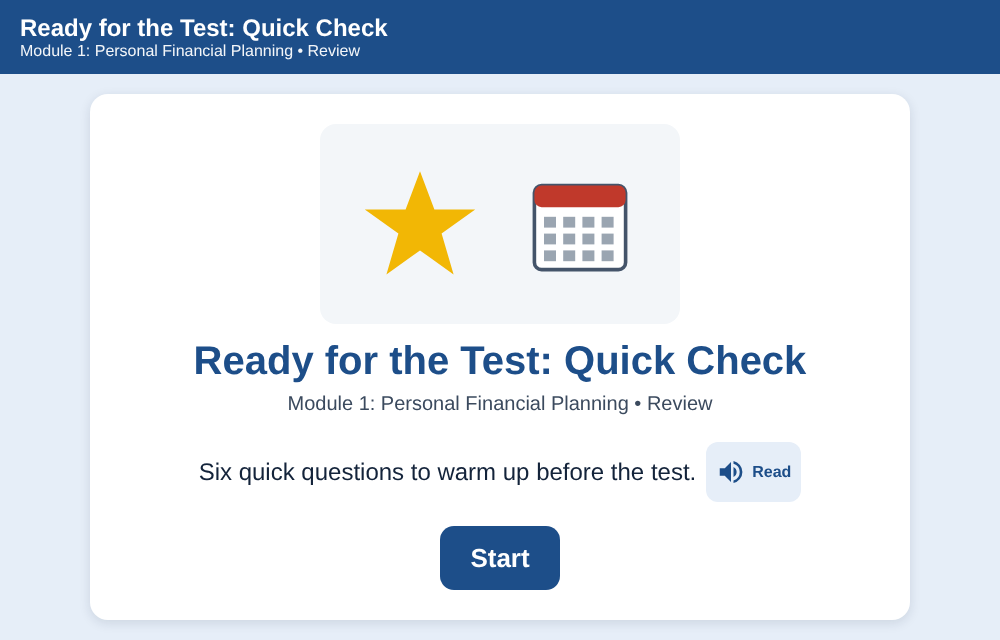 Ready for the Test: Quick Check
Module 1: Personal Financial Planning • Review
Ready for the Test: Quick Check
Module 1: Personal Financial Planning • Review
Six quick questions to warm up before the test.
Read
Start